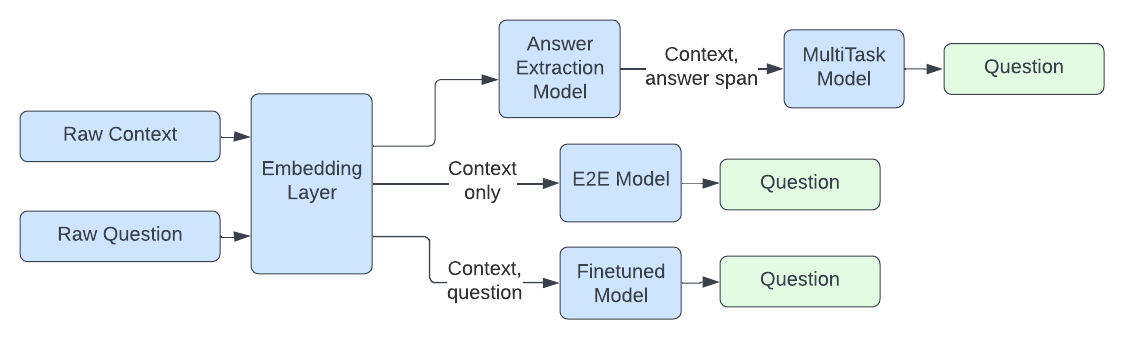 Raw Context
Raw Question
Embedding
Layer
Answer
Extraction
Model
Context,
answer span
MultiTask
Model
Question
Context
only
E2E Model
Question
Context,
question
Finetuned
Model
Question